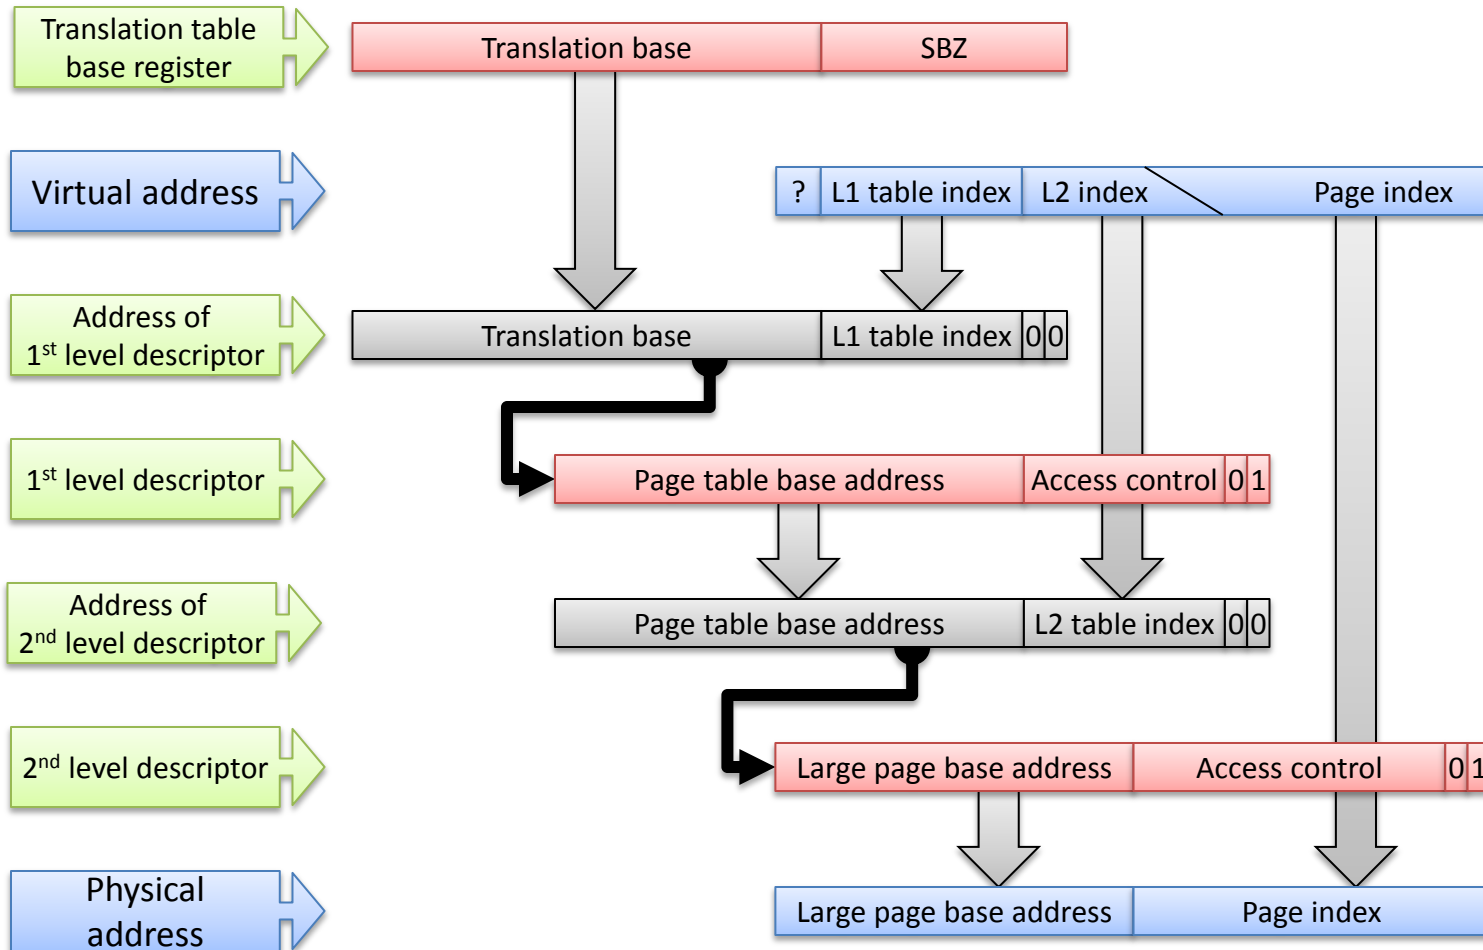 Translation table
base register
Translation base SBZ
Virtual address
? L1 table index L2 index Page index
Address of
1st level descriptor
Translation base L1 table index 0 0
1st level descriptor
Page table base address Access control 0 1
Address of
2nd level descriptor
Page table base address L2 table index 0 0
2nd level descriptor
Large page base address Access control 0 1
Physical
address
Large page base address Page index